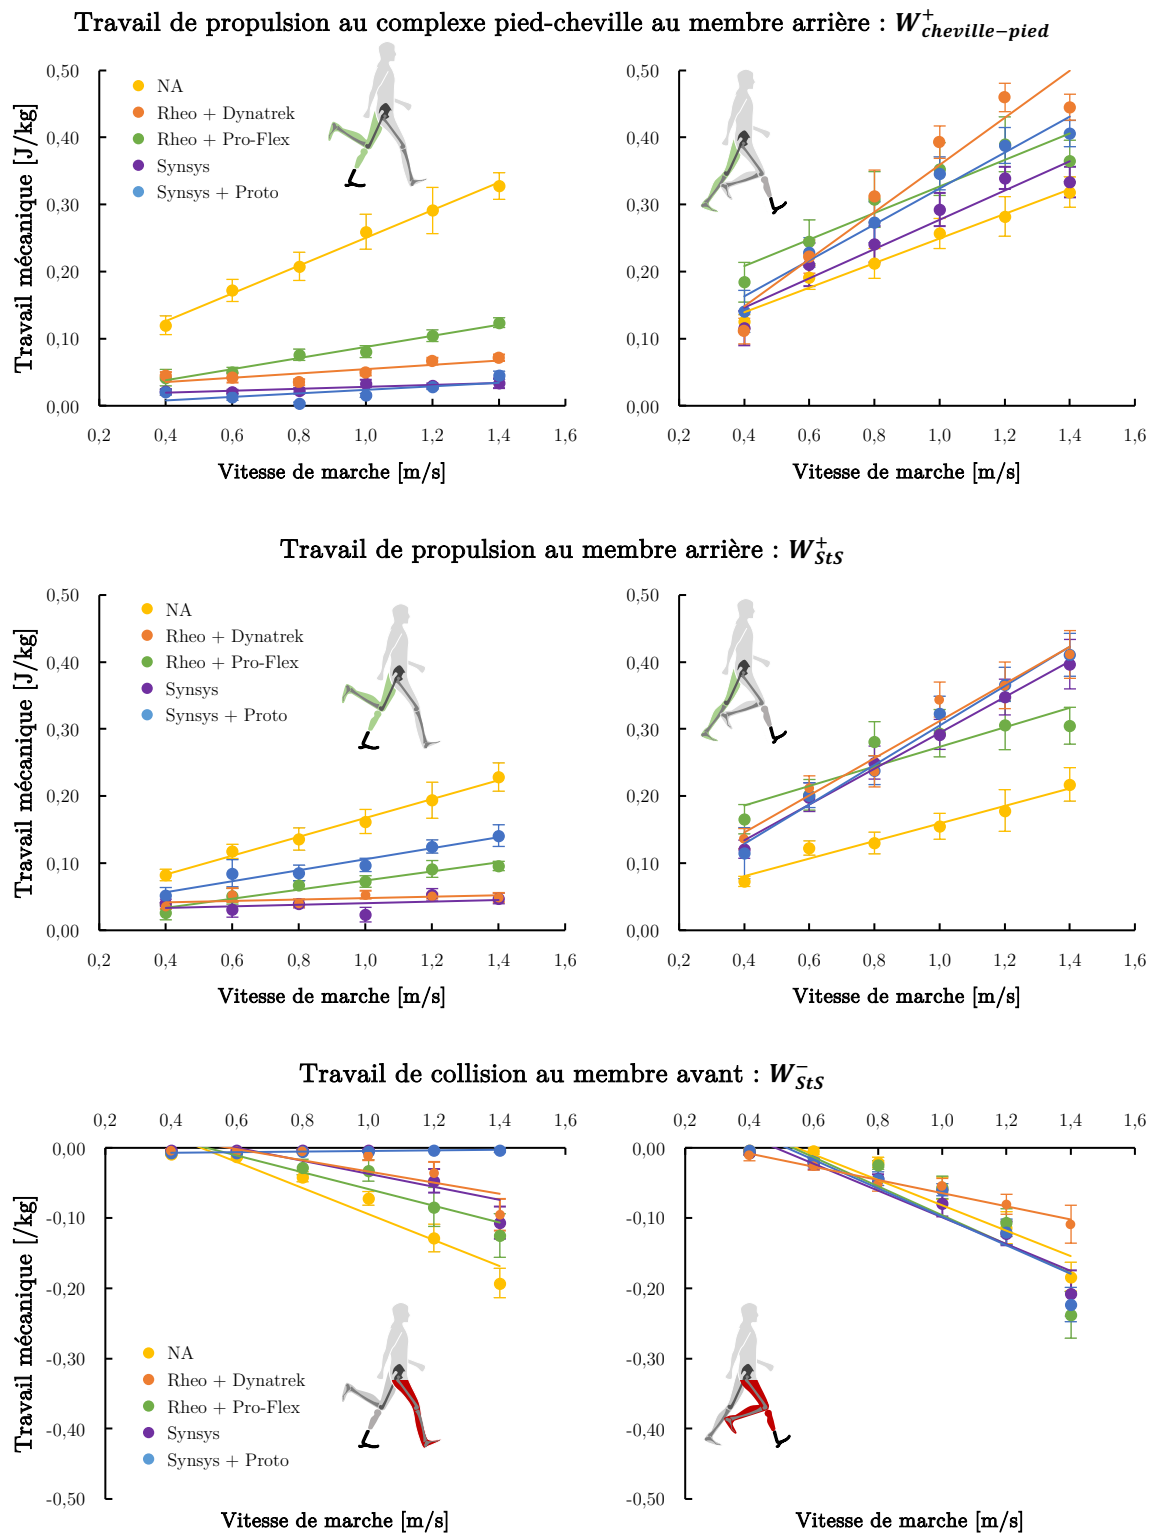 Travail de propulsion au complexe pied-cheville au membre arrière : W⁺cheville−pied
Travail mécanique [J/kg]
0,50
0,40
0,30
0,20
0,10
0,00
NA
Rheo + Dynatrek
Rheo + Pro-Flex
Synsys
Synsys + Proto
0,2 0,4 0,6 0,8 1,0 1,2 1,4 1,6
Vitesse de marche [m/s]
0,50
0,40
0,30
0,20
0,10
0,00
0,2 0,4 0,6 0,8 1,0 1,2 1,4 1,6
Vitesse de marche [m/s]
Travail de propulsion au membre arrière : W⁺StS
Travail mécanique [J/kg]
0,50
0,40
0,30
0,20
0,10
0,00
NA
Rheo + Dynatrek
Rheo + Pro-Flex
Synsys
Synsys + Proto
0,2 0,4 0,6 0,8 1,0 1,2 1,4 1,6
Vitesse de marche [m/s]
0,50
0,40
0,30
0,20
0,10
0,00
0,2 0,4 0,6 0,8 1,0 1,2 1,4 1,6
Vitesse de marche [m/s]
Travail de collision au membre avant : W⁻StS
0,2 0,4 0,6 0,8 1,0 1,2 1,4 1,6
Travail mécanique [/kg]
0,00
-0,10
-0,20
-0,30
-0,40
-0,50
NA
Rheo + Dynatrek
Rheo + Pro-Flex
Synsys
Synsys + Proto
Vitesse de marche [m/s]
0,2 0,4 0,6 0,8 1,0 1,2 1,4 1,6
0,00
-0,10
-0,20
-0,30
-0,40
-0,50
Vitesse de marche [m/s]